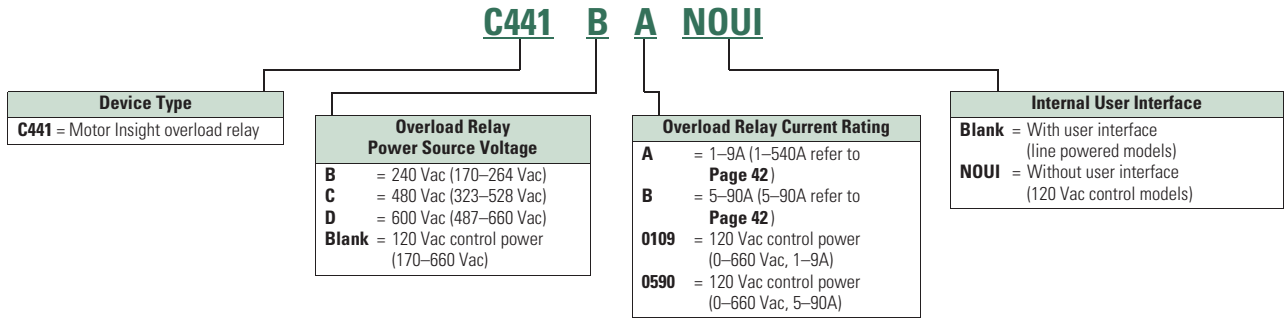 C441 B A NOUI
Device Type
C441 = Motor Insight overload relay
Overload Relay
Power Source Voltage
B = 240 Vac (170–264 Vac)
C = 480 Vac (323–528 Vac)
D = 600 Vac (487–660 Vac)
Blank = 120 Vac control power
(170–660 Vac)
Overload Relay Current Rating
A = 1–9A (1–540A refer to
Page 42)
B = 5–90A (5–90A refer to
Page 42)
0109 = 120 Vac control power
(0–660 Vac, 1–9A)
0590 = 120 Vac control power
(0–660 Vac, 5–90A)
Internal User Interface
Blank = With user interface
(line powered models)
NOUI = Without user interface
(120 Vac control models)